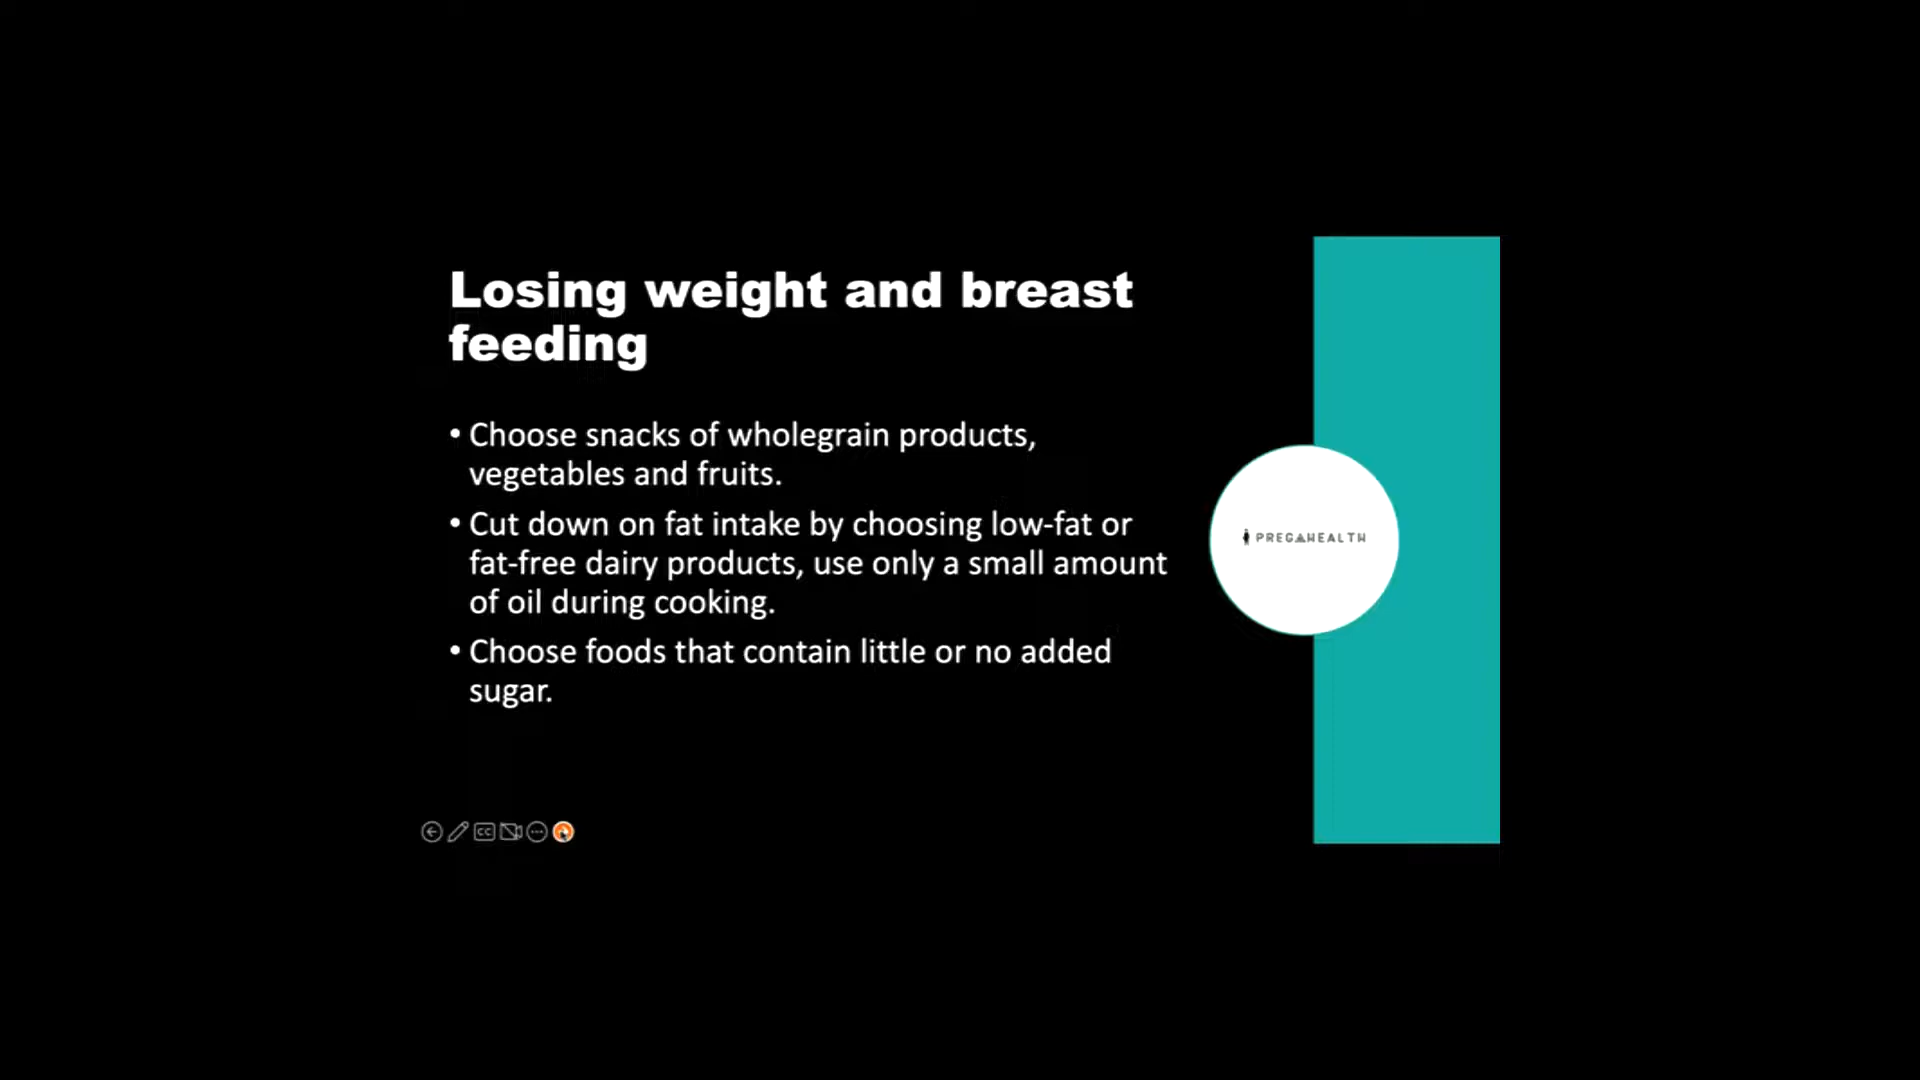 Losing weight and breast
feeding
• Choose snacks of wholegrain products,
vegetables and fruits.
• Cut down on fat intake by choosing low-fat or
fat-free dairy products, use only a small amount
of oil during cooking.
• Choose foods that contain little or no added
sugar.
PREGAHEALTH
CC